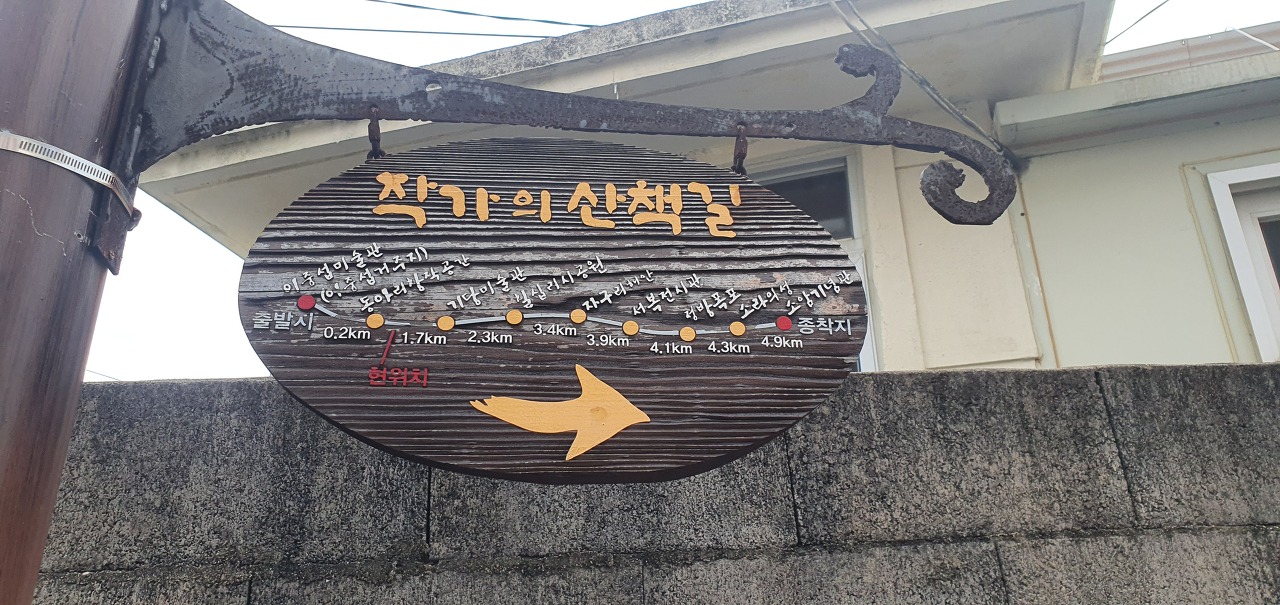 작가의 산책길
이중섭미술관
(이중섭거주지)
동아리창작공간
기당미술관
칠십리시공원
자구리해안
서복전시관
정방폭포
소라의성
소암기념관
출발지
종착지
0.2km
1.7km
2.3km
3.4km
3.9km
4.1km
4.3km
4.9km
현위치